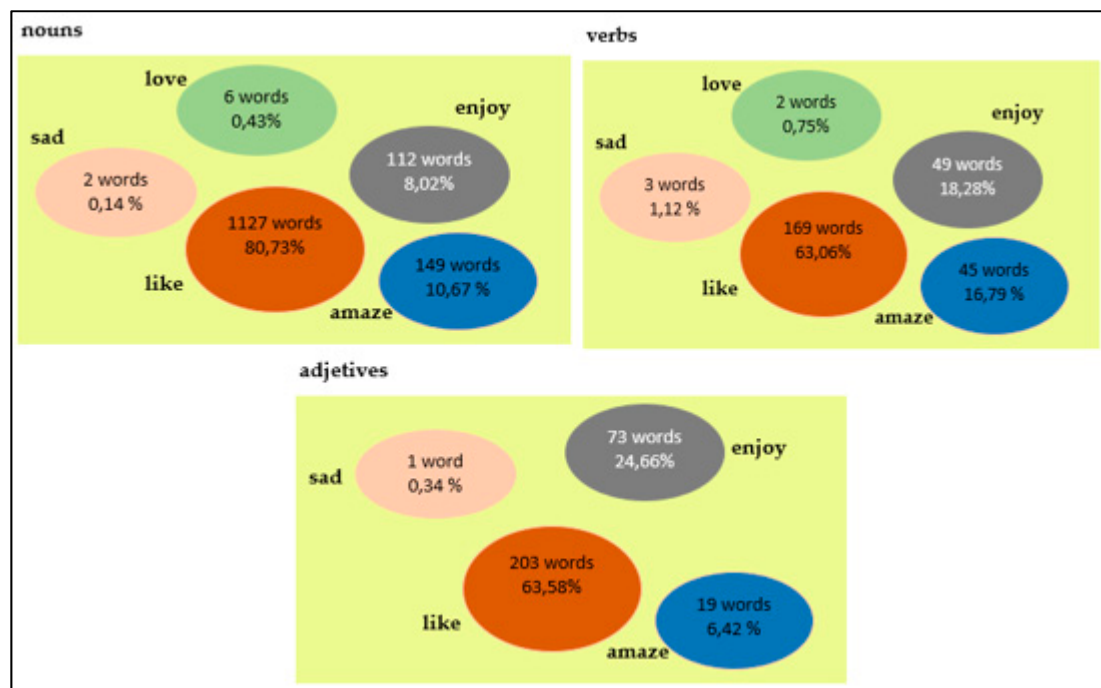 nouns
love
6 words
0,43%
enjoy
sad
112 words
8,02%
2 words
0,14 %
1127 words
80,73%
149 words
10,67 %
like
amaze
verbs
love
2 words
0,75%
enjoy
sad
49 words
18,28%
3 words
1,12 %
169 words
63,06%
45 words
16,79 %
like
amaze
adjetives
73 words
24,66%
enjoy
sad
1 word
0,34 %
203 words
63,58%
19 words
6,42 %
like
amaze